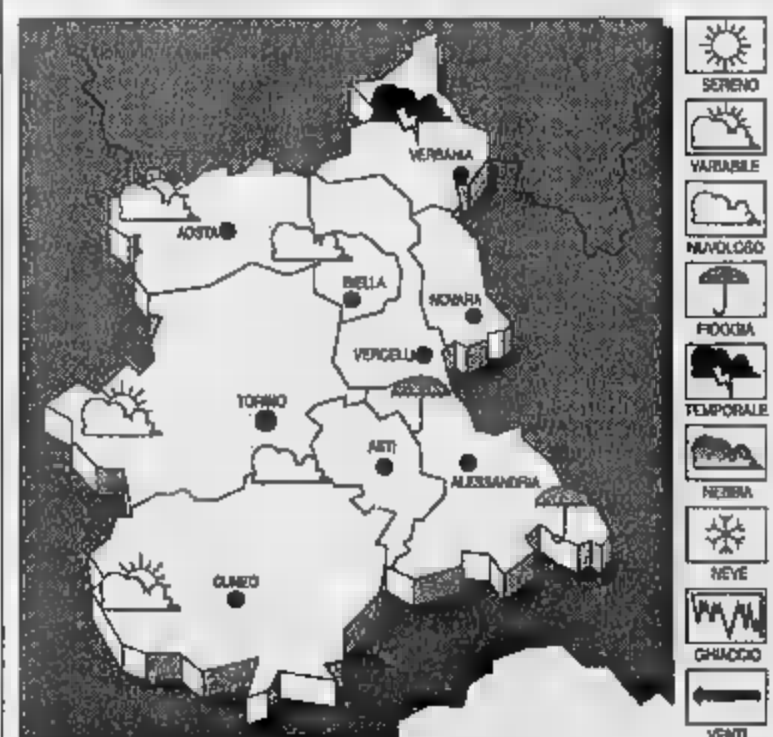 VERBANIA
AOSTA
BIELLA
NOVARA
VERCELLI
TORINO
ASTI
ALESSANDRIA
CUNEO
SERENO
VARIABILE
NUVOLOSO
PIOGGIA
TEMPORALE
NEBBIA
NEVE
GHIACCIO
VENTI